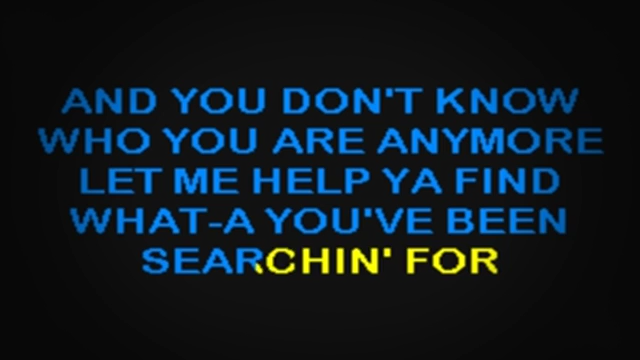 AND YOU DON'T KNOW
WHO YOU ARE ANYMORE
LET ME HELP YA FIND
WHAT-A YOU'VE BEEN
SEARCHIN' FOR